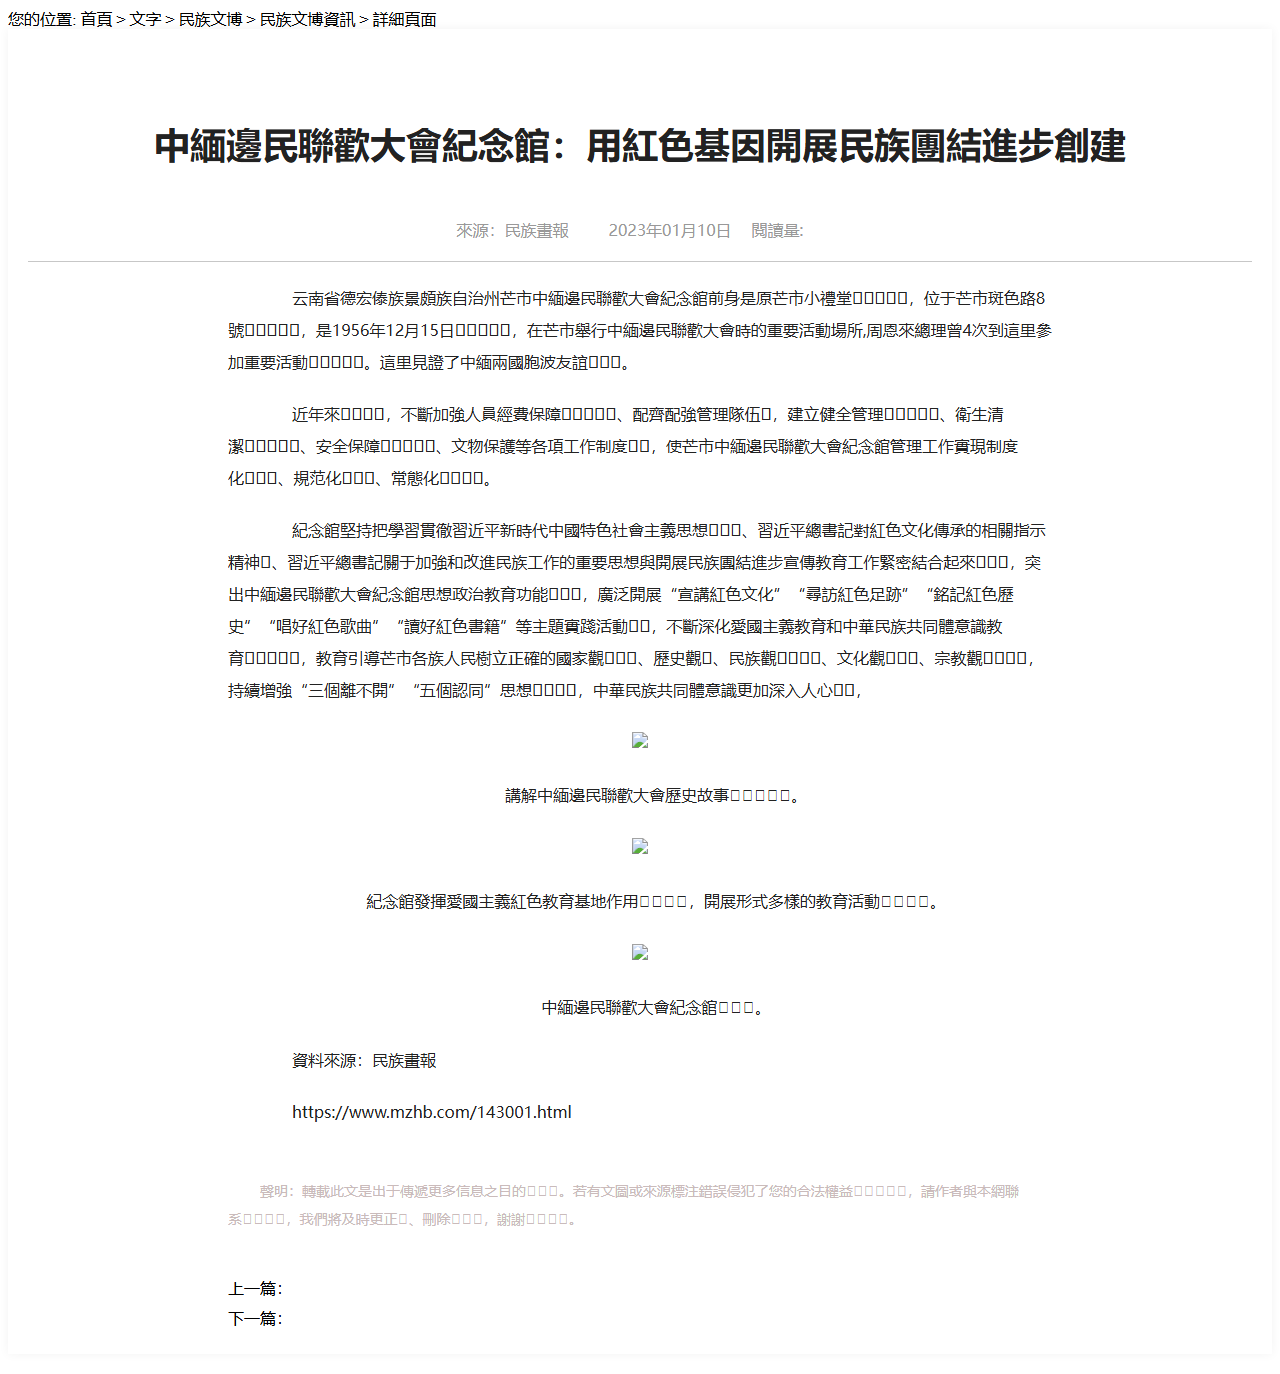 您的位置: 首頁 > 文字 > 民族文博 > 民族文博資訊 > 詳細頁面
中緬邊民聯歡大會紀念館：用紅色基因開展民族團結進步創建
來源：民族畫報 2023年01月10日 閱讀量:
云南省德宏傣族景頗族自治州芒市中緬邊民聯歡大會紀念館前身是原芒市小禮堂，位于芒市斑色路8
號，是1956年12月15日，在芒市舉行中緬邊民聯歡大會時的重要活動場所,周恩來總理曾4次到這里參
加重要活動。這里見證了中緬兩國胞波友誼。
近年來，不斷加強人員經費保障、配齊配強管理隊伍，建立健全管理、衛生清
潔、安全保障、文物保護等各項工作制度，使芒市中緬邊民聯歡大會紀念館管理工作實現制度
化、規范化、常態化。
紀念館堅持把學習貫徹習近平新時代中國特色社會主義思想、習近平總書記對紅色文化傳承的相關指示
精神、習近平總書記關于加強和改進民族工作的重要思想與開展民族團結進步宣傳教育工作緊密結合起來，突
出中緬邊民聯歡大會紀念館思想政治教育功能，廣泛開展“宣講紅色文化”“尋訪紅色足跡”“銘記紅色歷
史”“唱好紅色歌曲”“讀好紅色書籍”等主題實踐活動，不斷深化愛國主義教育和中華民族共同體意識教
育，教育引導芒市各族人民樹立正確的國家觀、歷史觀、民族觀、文化觀、宗教觀，
持續增強“三個離不開”“五個認同”思想，中華民族共同體意識更加深入人心，
講解中緬邊民聯歡大會歷史故事。
紀念館發揮愛國主義紅色教育基地作用，開展形式多樣的教育活動。
中緬邊民聯歡大會紀念館。
資料來源：民族畫報
https://www.mzhb.com/143001.html
聲明：轉載此文是出于傳遞更多信息之目的。若有文圖或來源標注錯誤侵犯了您的合法權益，請作者與本網聯
系，我們將及時更正、刪除，謝謝。
上一篇：
下一篇：